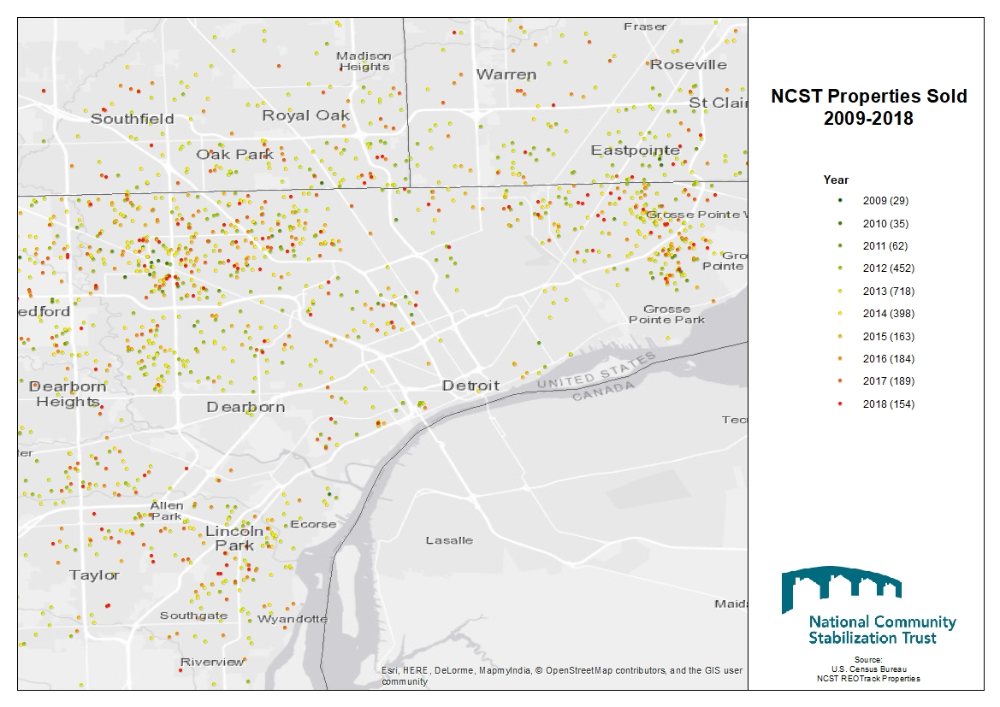 Fraser
Madison
Heights
Roseville
Warren
St Clair
Southfield
Royal Oak
Oak Park
Eastpointe
Grosse Pointe W
Gro
Pointe
edford
Grosse
Pointe Park
UNITED STATES
CANADA
Dearborn
Heights
Detroit
Dearborn
Tec
ter
Allen
Park
Ecorse
Lincoln
Park
Lasalle
Taylor
Maids
Southgate
Wyandotte
Riverview
Esri, HERE, DeLorme, MapmyIndia, © OpenStreetMap contributors, and the GIS user
community
NCST Properties Sold
2009-2018
Year
2009 (29)
2010 (35)
2011 (62)
2012 (452)
2013 (718)
2014 (398)
2015 (163)
2016 (184)
2017 (189)
2018 (154)
National Community
Stabilization Trust
Source:
U.S. Census Bureau
NCST REOTrack Properties